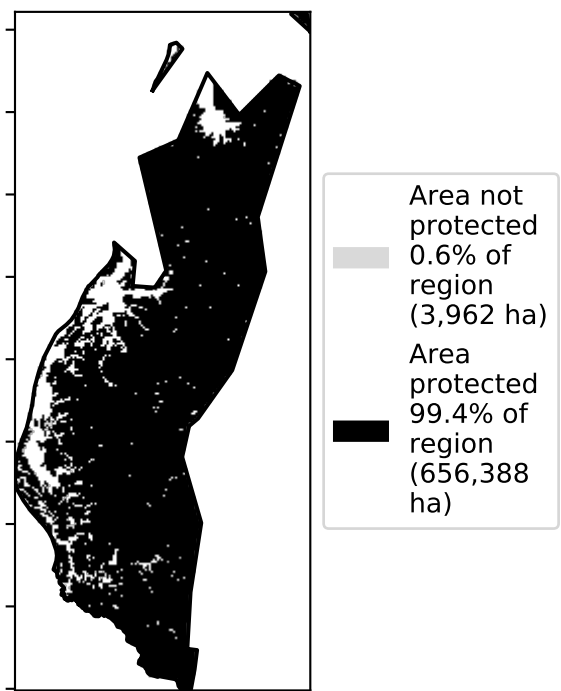 Area not
protected
0.6% of
region
(3,962 ha)
Area
protected
99.4% of
region
(656,388
ha)